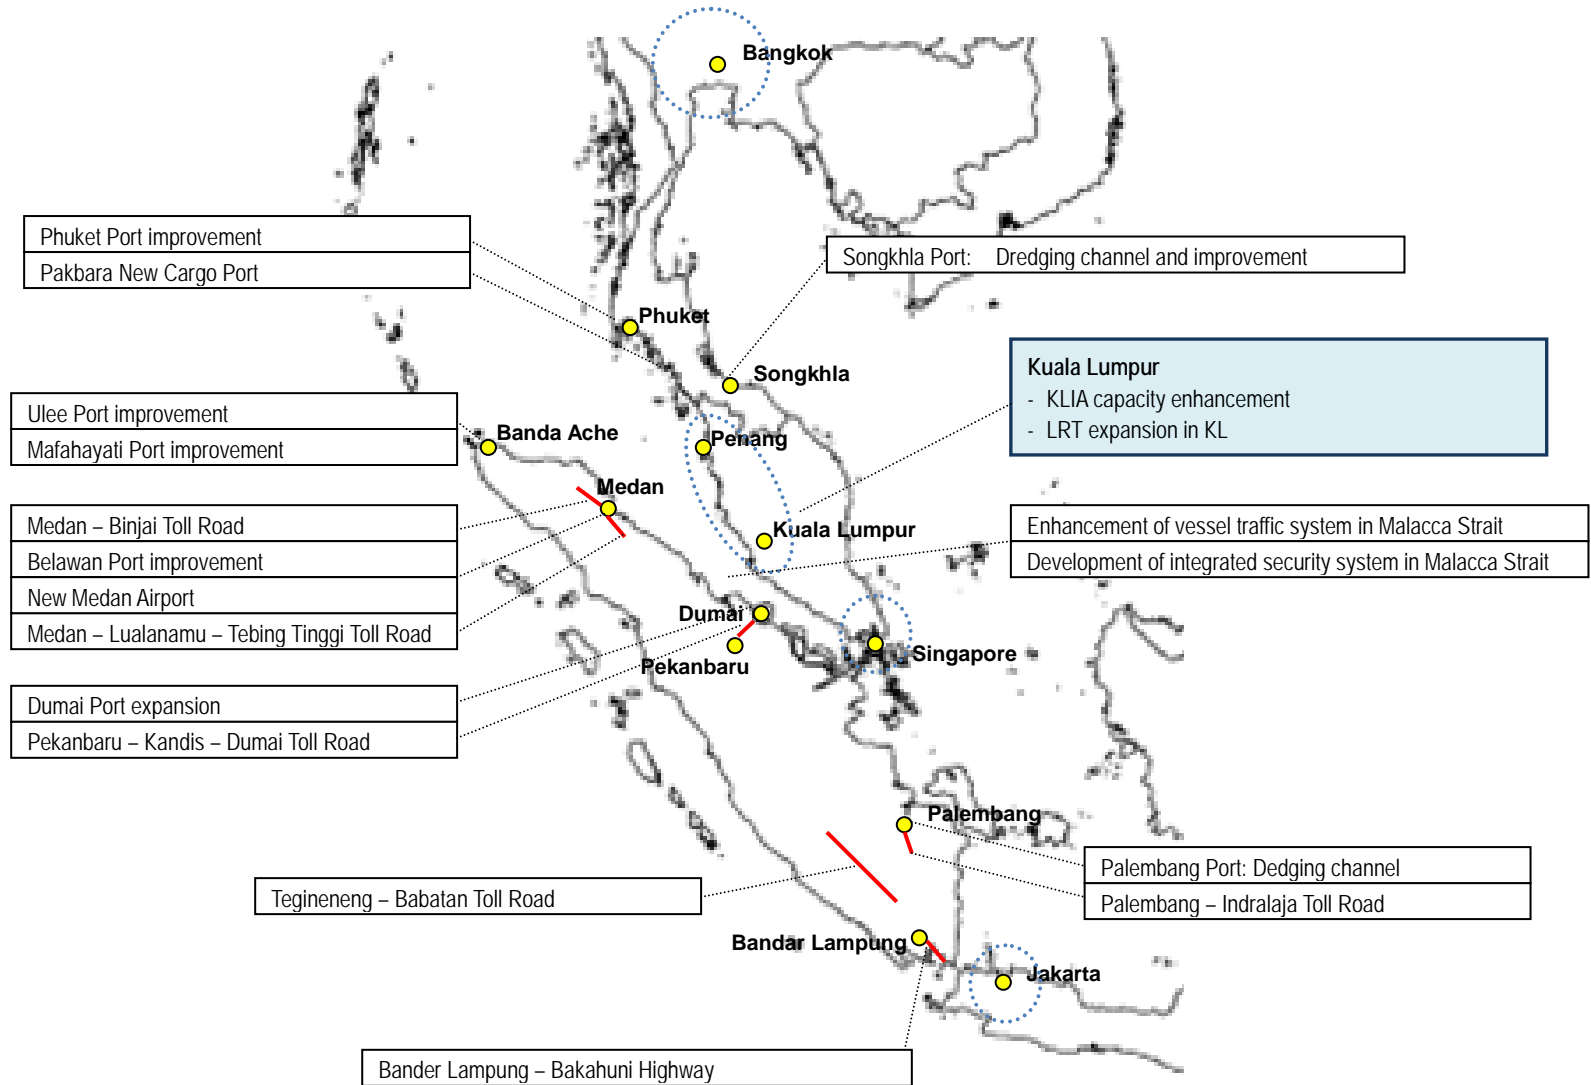 Bangkok
Phuket Port improvement
Pakbara New Cargo Port
Songkhla Port: Dredging channel and improvement
Phuket
Songkhla
Kuala Lumpur
- KLIA capacity enhancement
- LRT expansion in KL
Ulee Port improvement
Mafahayati Port improvement
Banda Ache
Penang
Medan
Medan – Binjai Toll Road
Belawan Port improvement
New Medan Airport
Medan – Lualanamu – Tebing Tinggi Toll Road
Kuala Lumpur
Enhancement of vessel traffic system in Malacca Strait
Development of integrated security system in Malacca Strait
Dumai
Pekanbaru
Singapore
Dumai Port expansion
Pekanbaru – Kandis – Dumai Toll Road
Palembang
Palembang Port: Dedging channel
Palembang – Indralaja Toll Road
Tegineneng – Babatan Toll Road
Bandar Lampung
Jakarta
Bander Lampung – Bakahuni Highway